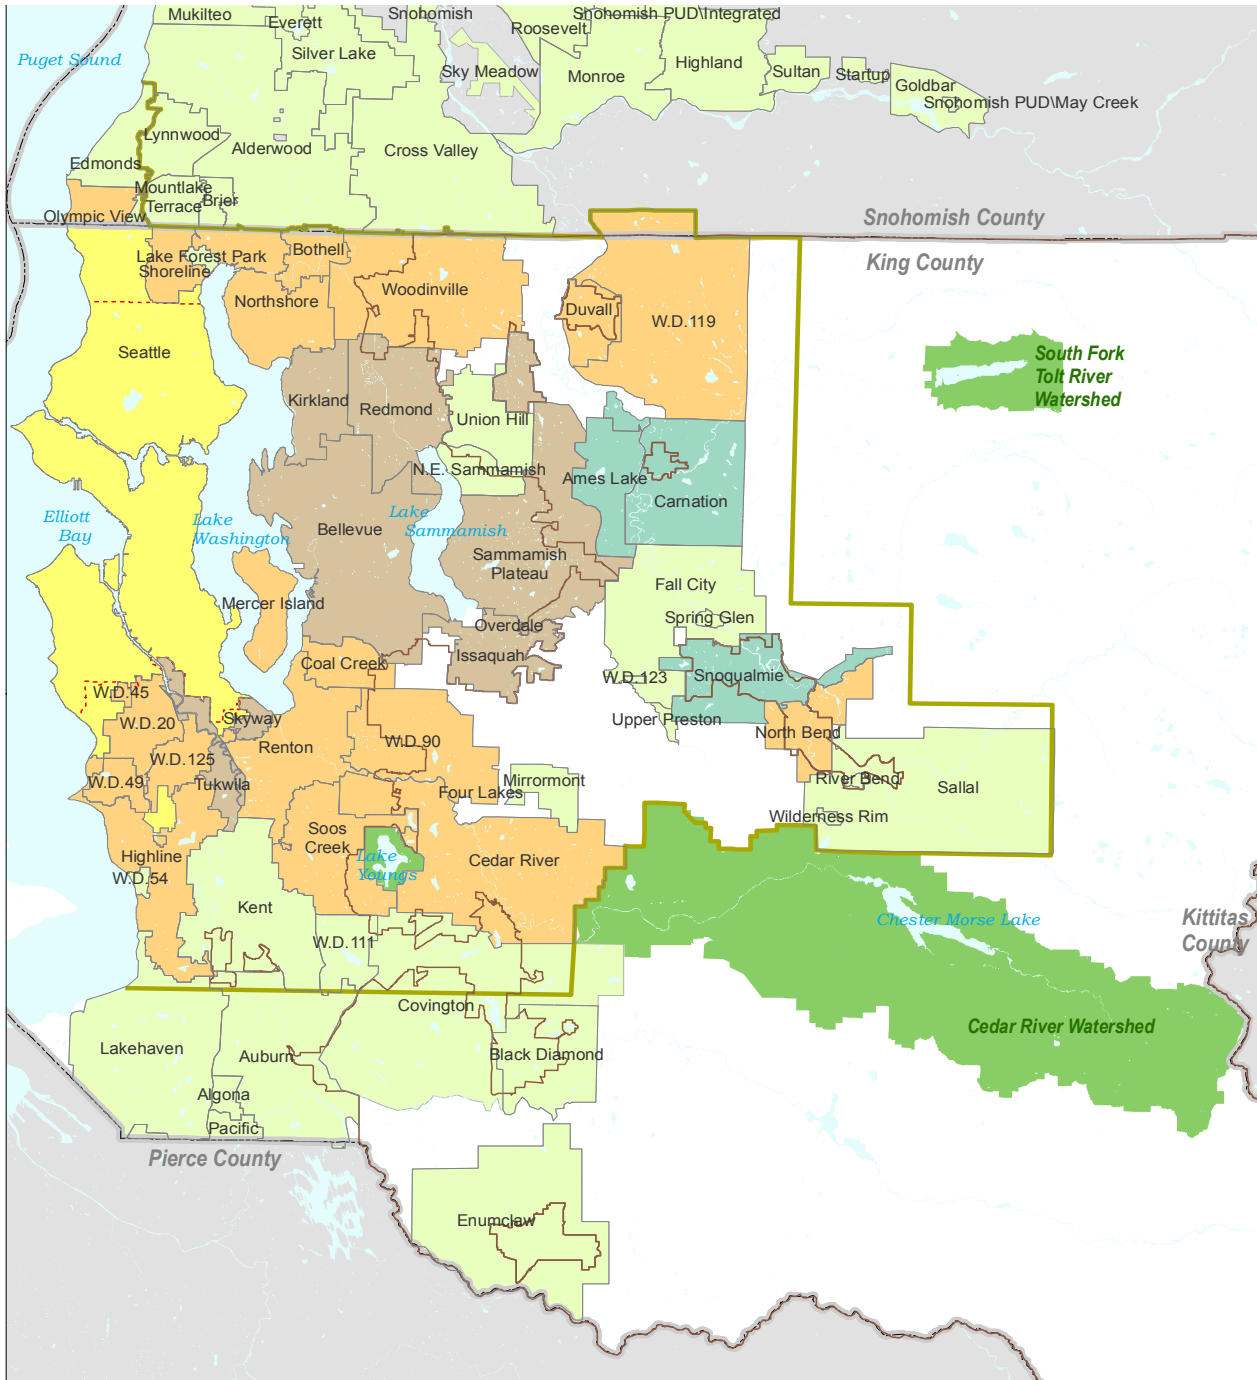 Mukilteo
Everett
Snohomish
Snohomish PUD\Integrated
Roosevelt
Puget Sound
Silver Lake
Sky Meadow
Monroe
Highland
Sultan
Startup
Goldbar
Snohomish PUD\May Creek
Lynnwood
Alderwood
Cross Valley
Edmonds
Mountlake
Terrace
Brier
Olympic View
Snohomish County
King County
Lake Forest Park
Shoreline
Bothell
Northshore
Woodinville
Duvall
W.D.119
Seattle
South Fork
Tolt River
Watershed
Kirkland
Redmond
Union Hill
N.E. Sammamish
Ames Lake
Carnation
Elliott
Bay
Lake
Washington
Bellevue
Lake
Sammamish
Sammamish
Plateau
Fall City
Mercer Island
Spring Glen
Overdale
Issaquah
Coal Creek
W.D.123
Snoqualmie
W.D.45
Upper Preston
W.D.20
Skyway
Renton
W.D.90
North Bend
W.D.125
W.D.49
Tukwila
Mirrormont
Four Lakes
River Bend
Sallal
Wilderness Rim
Soos
Creek
Highline
Lake
Youngs
Cedar River
W.D.54
Kent
W.D.111
Chester Morse Lake
Kittitas
County
Covington
Lakehaven
Auburn
Black Diamond
Cedar River Watershed
Algona
Pacific
Pierce County
Enumclaw